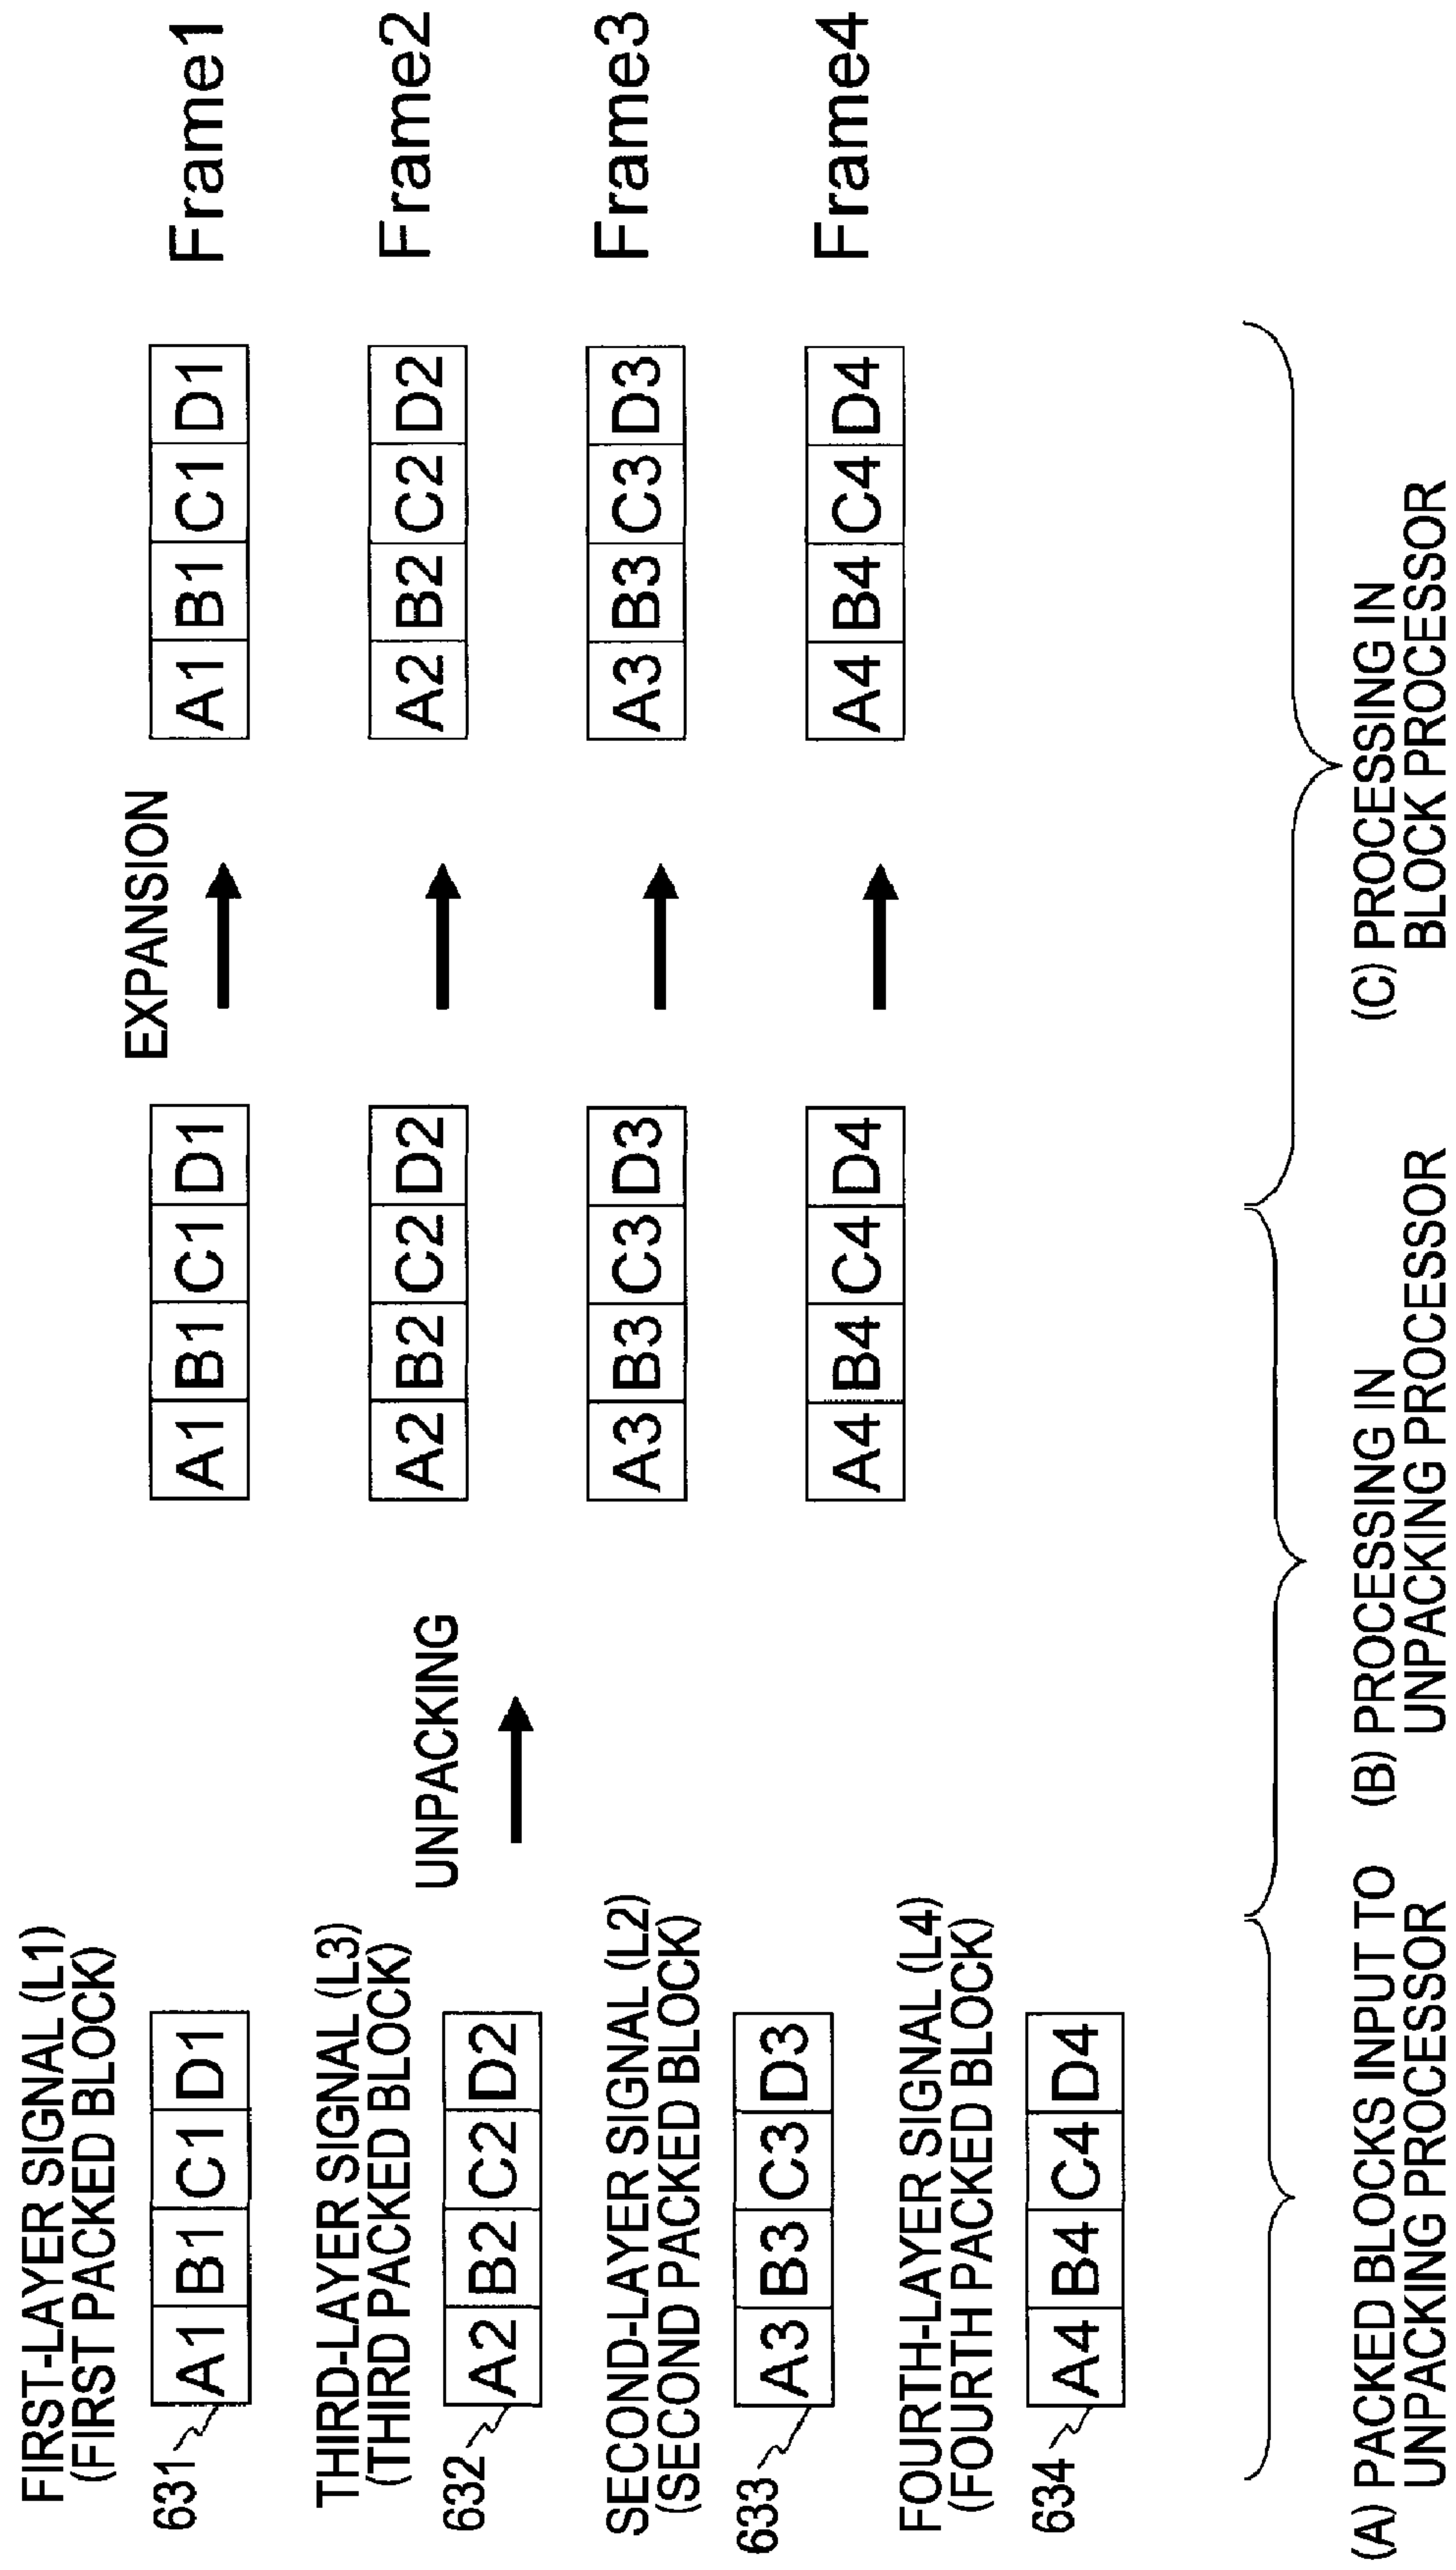 FIRST-LAYER SIGNAL (L1)
(FIRST PACKED BLOCK)
631
A1 B1 C1 D1
THIRD-LAYER SIGNAL (L3)
(THIRD PACKED BLOCK)
632
A2 B2 C2 D2
SECOND-LAYER SIGNAL (L2)
(SECOND PACKED BLOCK)
633
A3 B3 C3 D3
FOURTH-LAYER SIGNAL (L4)
(FOURTH PACKED BLOCK)
634
A4 B4 C4 D4
(A) PACKED BLOCKS INPUT TO
UNPACKING PROCESSOR
UNPACKING
A1 B1 C1 D1
A2 B2 C2 D2
A3 B3 C3 D3
A4 B4 C4 D4
(B) PROCESSING IN
UNPACKING PROCESSOR
EXPANSION
A1 B1 C1 D1
Frame1
A2 B2 C2 D2
Frame2
A3 B3 C3 D3
Frame3
A4 B4 C4 D4
Frame4
(C) PROCESSING IN
BLOCK PROCESSOR